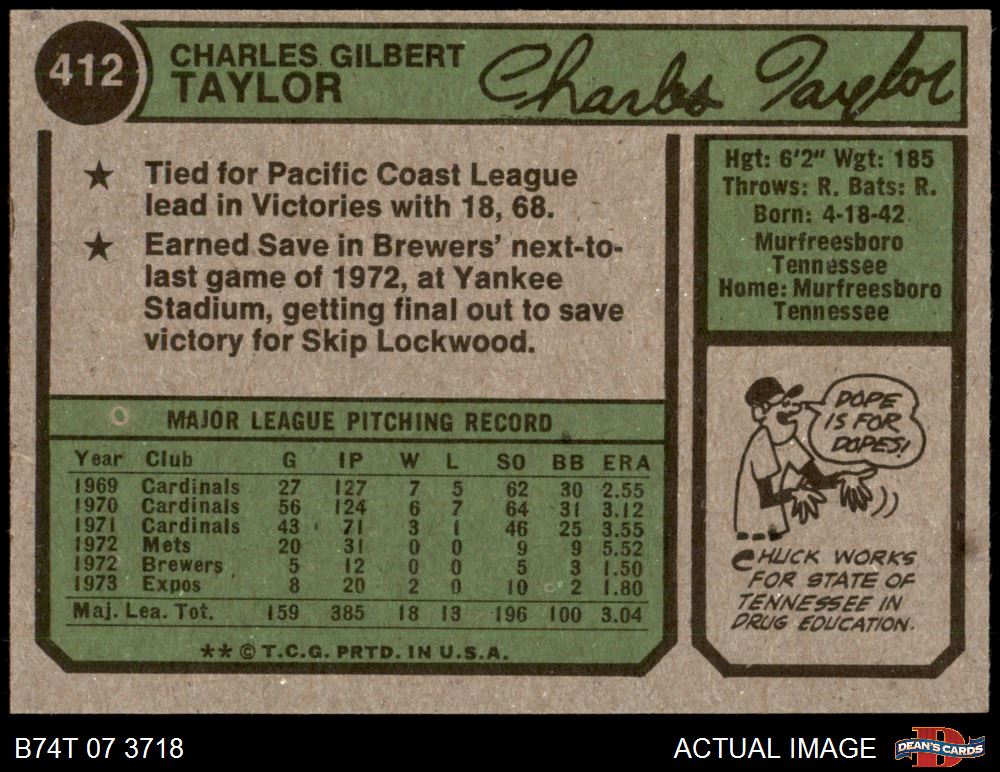 412
CHARLES GILBERT
TAYLOR
Charles Taylor
★ Tied for Pacific Coast League
lead in Victories with 18, 68.
★ Earned Save in Brewers' next-to-
last game of 1972, at Yankee
Stadium, getting final out to save
victory for Skip Lockwood.
Hgt: 6'2" Wgt: 185
Throws: R. Bats: R.
Born: 4-18-42
Murfreesboro
Tennessee
Home: Murfreesboro
Tennessee
MAJOR LEAGUE PITCHING RECORD
Year Club G IP W L SO BB ERA
1969 Cardinals 27 127 7 5 62 30 2.55
1970 Cardinals 56 124 6 7 64 31 3.12
1971 Cardinals 43 71 3 1 46 25 3.55
1972 Mets 20 31 0 0 9 9 5.52
1972 Brewers 5 12 0 0 5 3 1.50
1973 Expos 8 20 2 0 10 2 1.80
Maj. Lea. Tot. 159 385 18 13 196 100 3.04
** © T.C.G. PRTD. IN U.S.A.
DOPE
IS FOR
DOPES!
CHUCK WORKS
FOR STATE OF
TENNESSEE IN
DRUG EDUCATION.
B74T 07 3718
ACTUAL IMAGE
D
DEAN'S CARDS